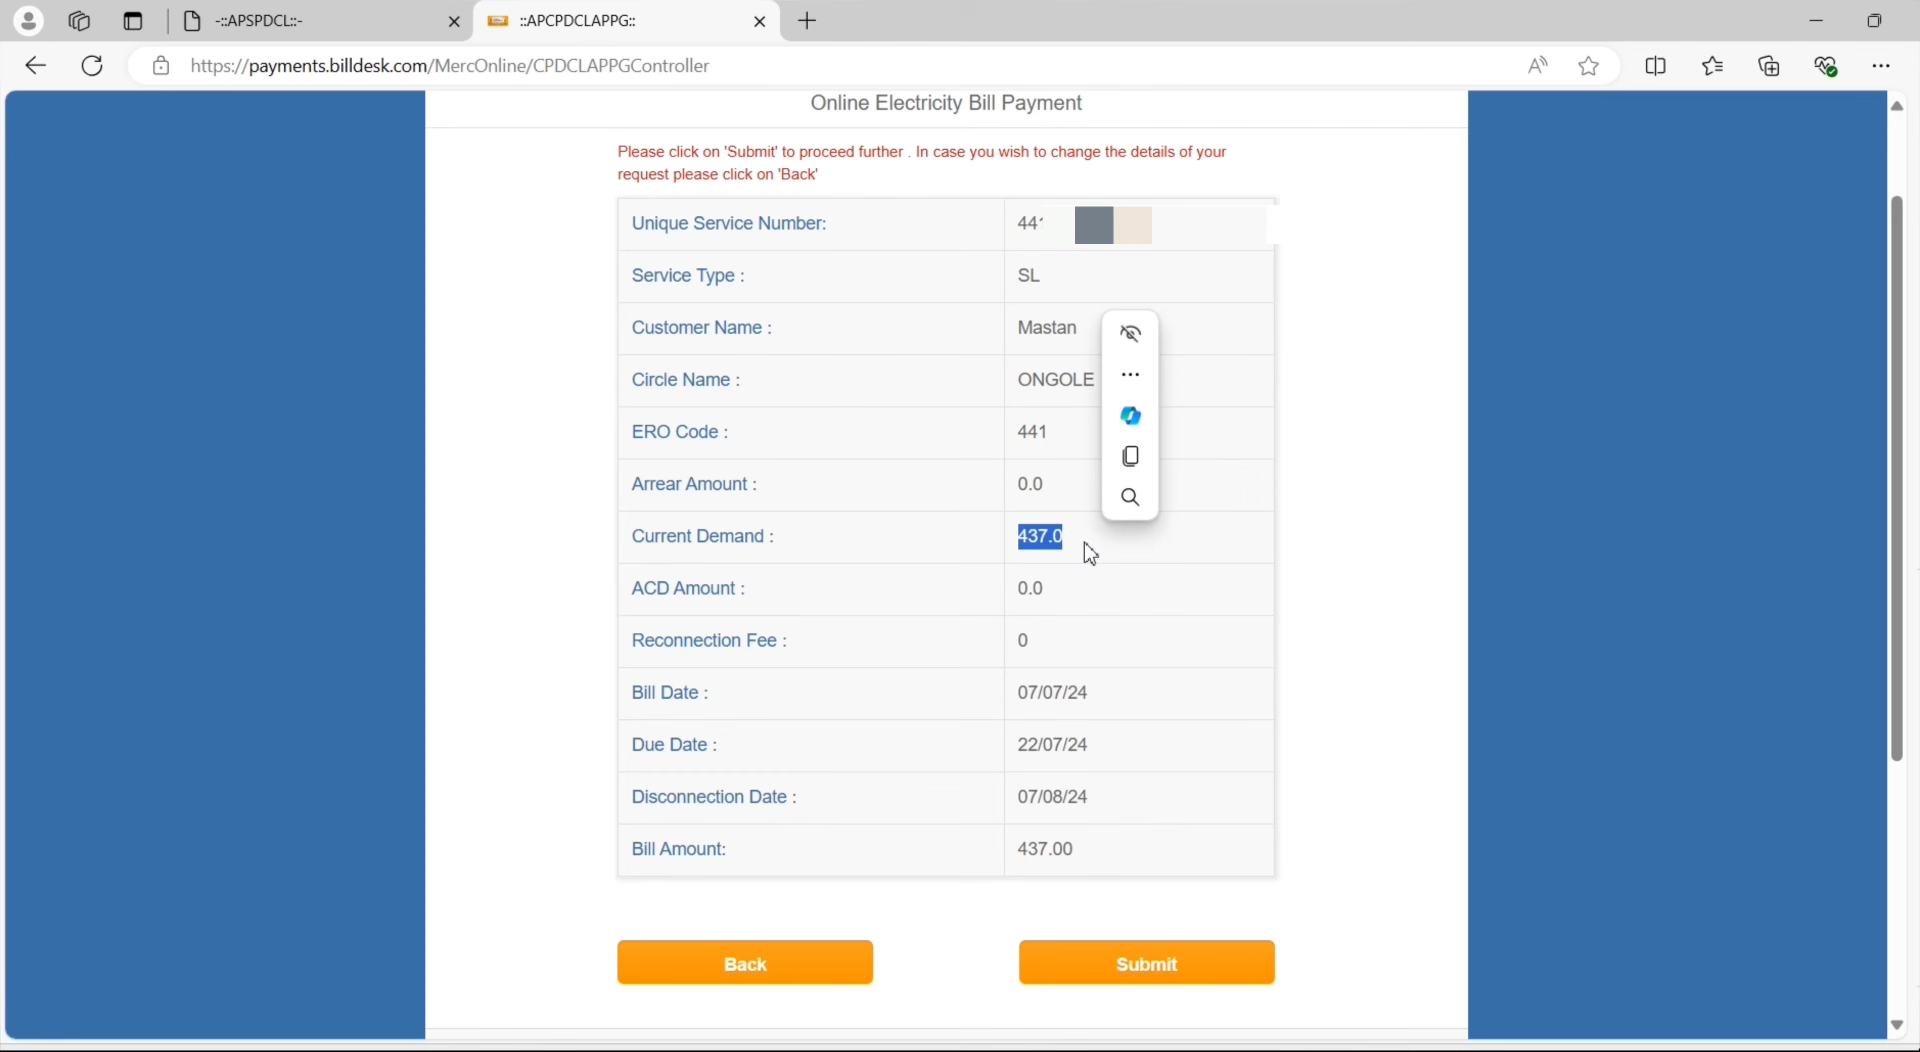 -::APSPDCL::-
::APCPDCLAPPG::
https://payments.billdesk.com/MercOnline/CPDCLAPPGController
Online Electricity Bill Payment
Please click on 'Submit' to proceed further . In case you wish to change the details of your
request please click on 'Back'
Unique Service Number: 441
Service Type : SL
Customer Name : Mastan
Circle Name : ONGOLE
ERO Code : 441
Arrear Amount : 0.0
Current Demand : 437.0
ACD Amount : 0.0
Reconnection Fee : 0
Bill Date : 07/07/24
Due Date : 22/07/24
Disconnection Date : 07/08/24
Bill Amount: 437.00
Back Submit